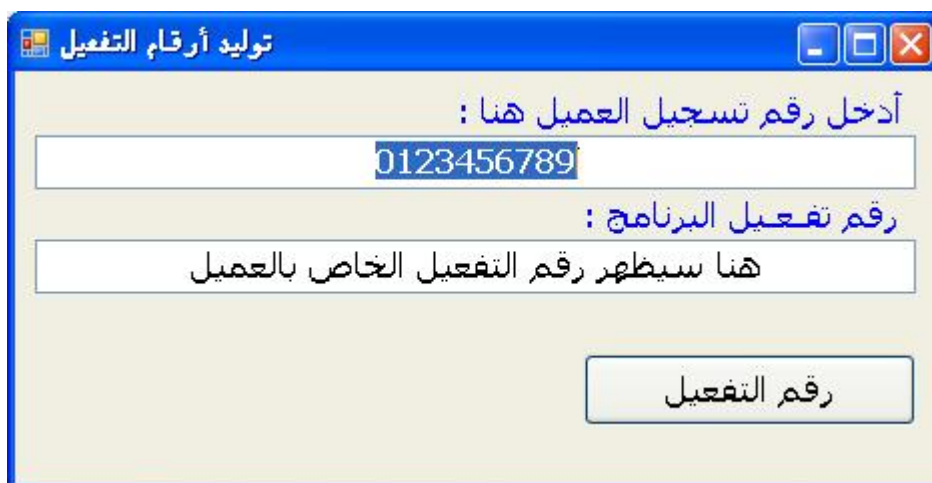 توليد أرقام التفعيل
أدخل رقم تسجيل العميل هنا :
0123456789
رقم تفعيل البرنامج :
هنا سيظهر رقم التفعيل الخاص بالعميل
رقم التفعيل